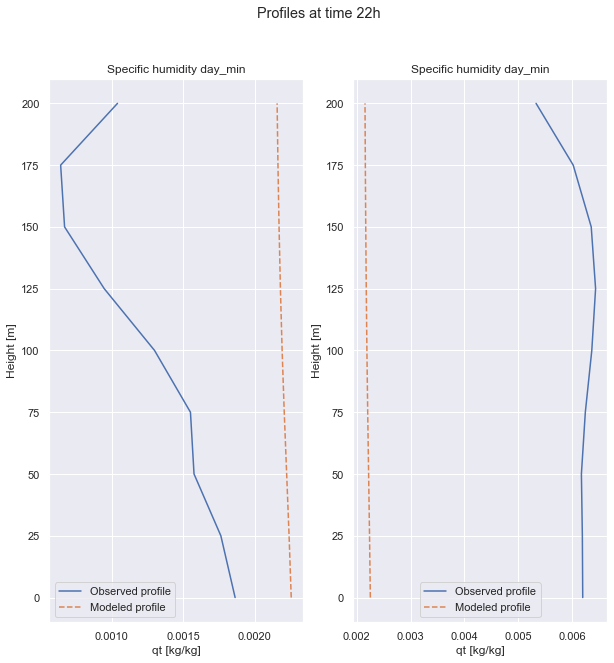 Profiles at time 22h
Specific humidity day_min
Height [m]
200
175
150
125
100
75
50
25
0
Observed profile
Modeled profile
0.0010 0.0015 0.0020
qt [kg/kg]
Specific humidity day_min
Height [m]
200
175
150
125
100
75
50
25
0
Observed profile
Modeled profile
0.002 0.003 0.004 0.005 0.006
qt [kg/kg]